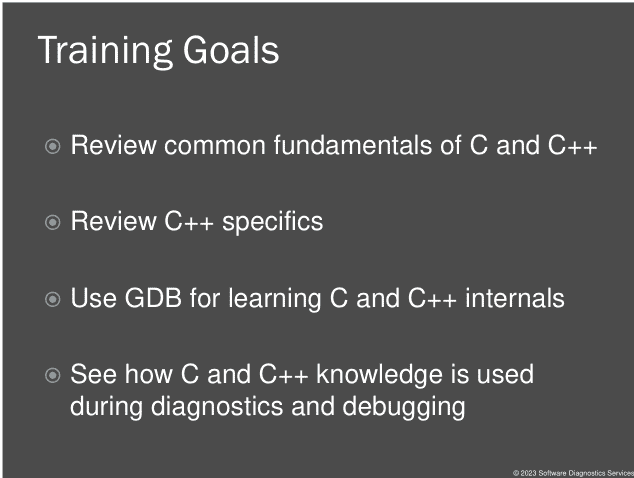 Training Goals
Review common fundamentals of C and C++
Review C++ specifics
Use GDB for learning C and C++ internals
See how C and C++ knowledge is used
during diagnostics and debugging
© 2023 Software Diagnostics Services